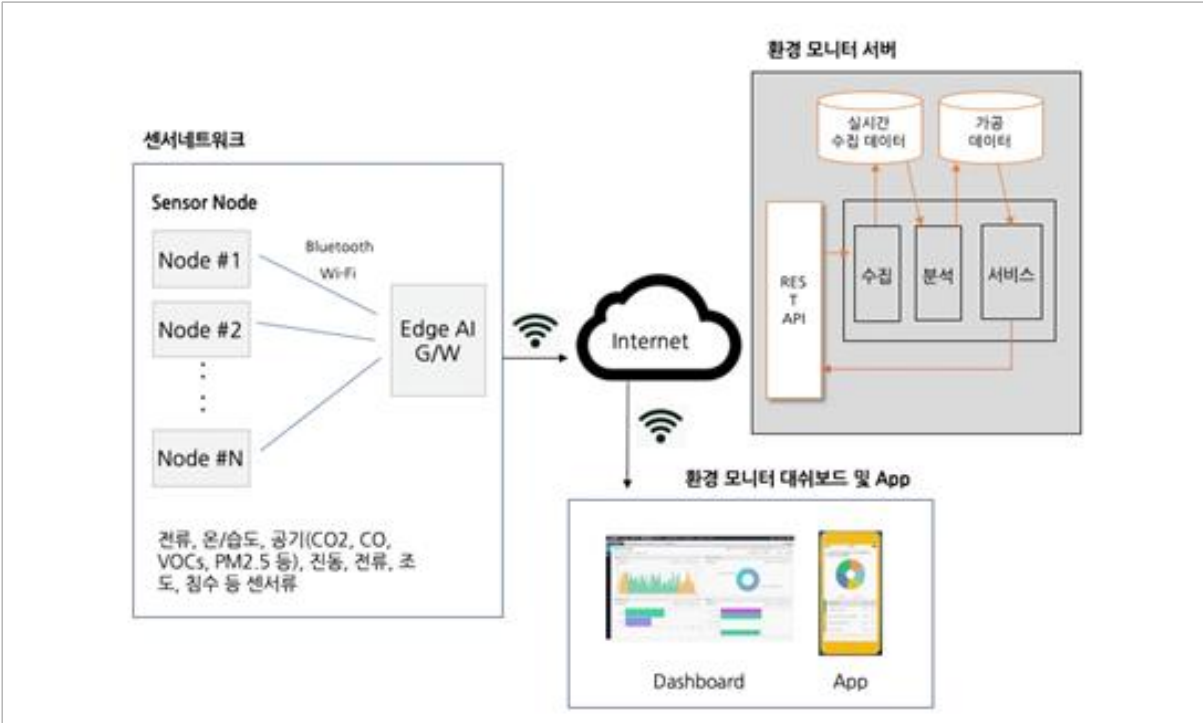 환경 모니터 서버
실시간
수집 데이터
가공
데이터
센서네트워크
Sensor Node
Node #1
Node #2
Node #N
Bluetooth
Wi-Fi
Edge AI
G/W
Internet
RES
T
API
수집
분석
서비스
전류, 온/습도, 공기(CO2, CO,
VOCs, PM2.5 등), 진동, 전류, 조
도, 침수 등 센서류
환경 모니터 대쉬보드 및 App
Dashboard
App